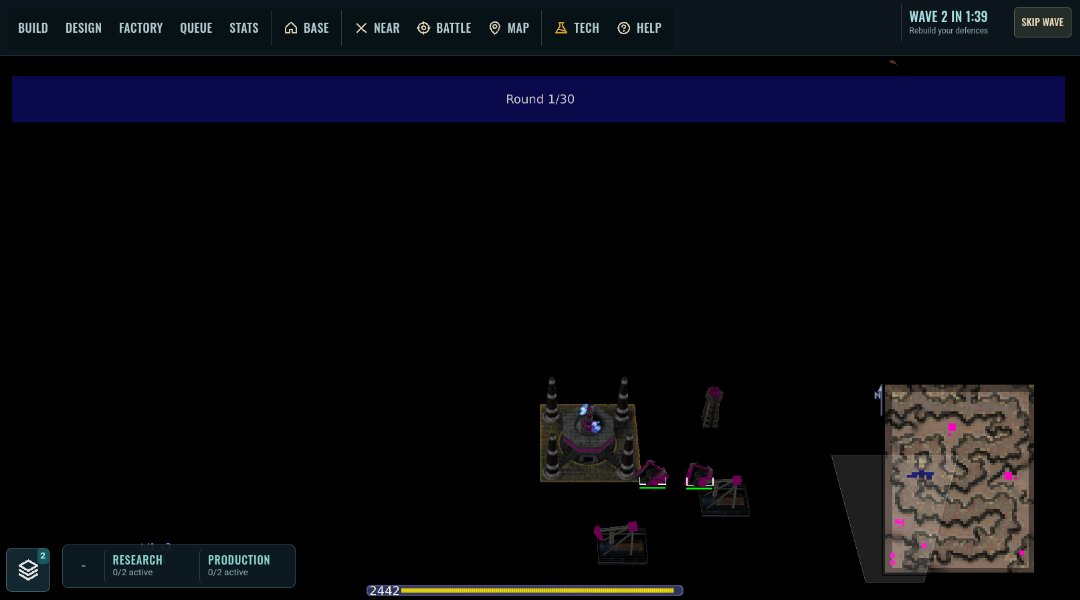 BUILD DESIGN FACTORY QUEUE STATS BASE NEAR BATTLE MAP TECH HELP
WAVE 2 IN 1:39
Rebuild your defences
SKIP WAVE
Round 1/30
N
2
-
RESEARCH
0/2 active
PRODUCTION
0/2 active
2442